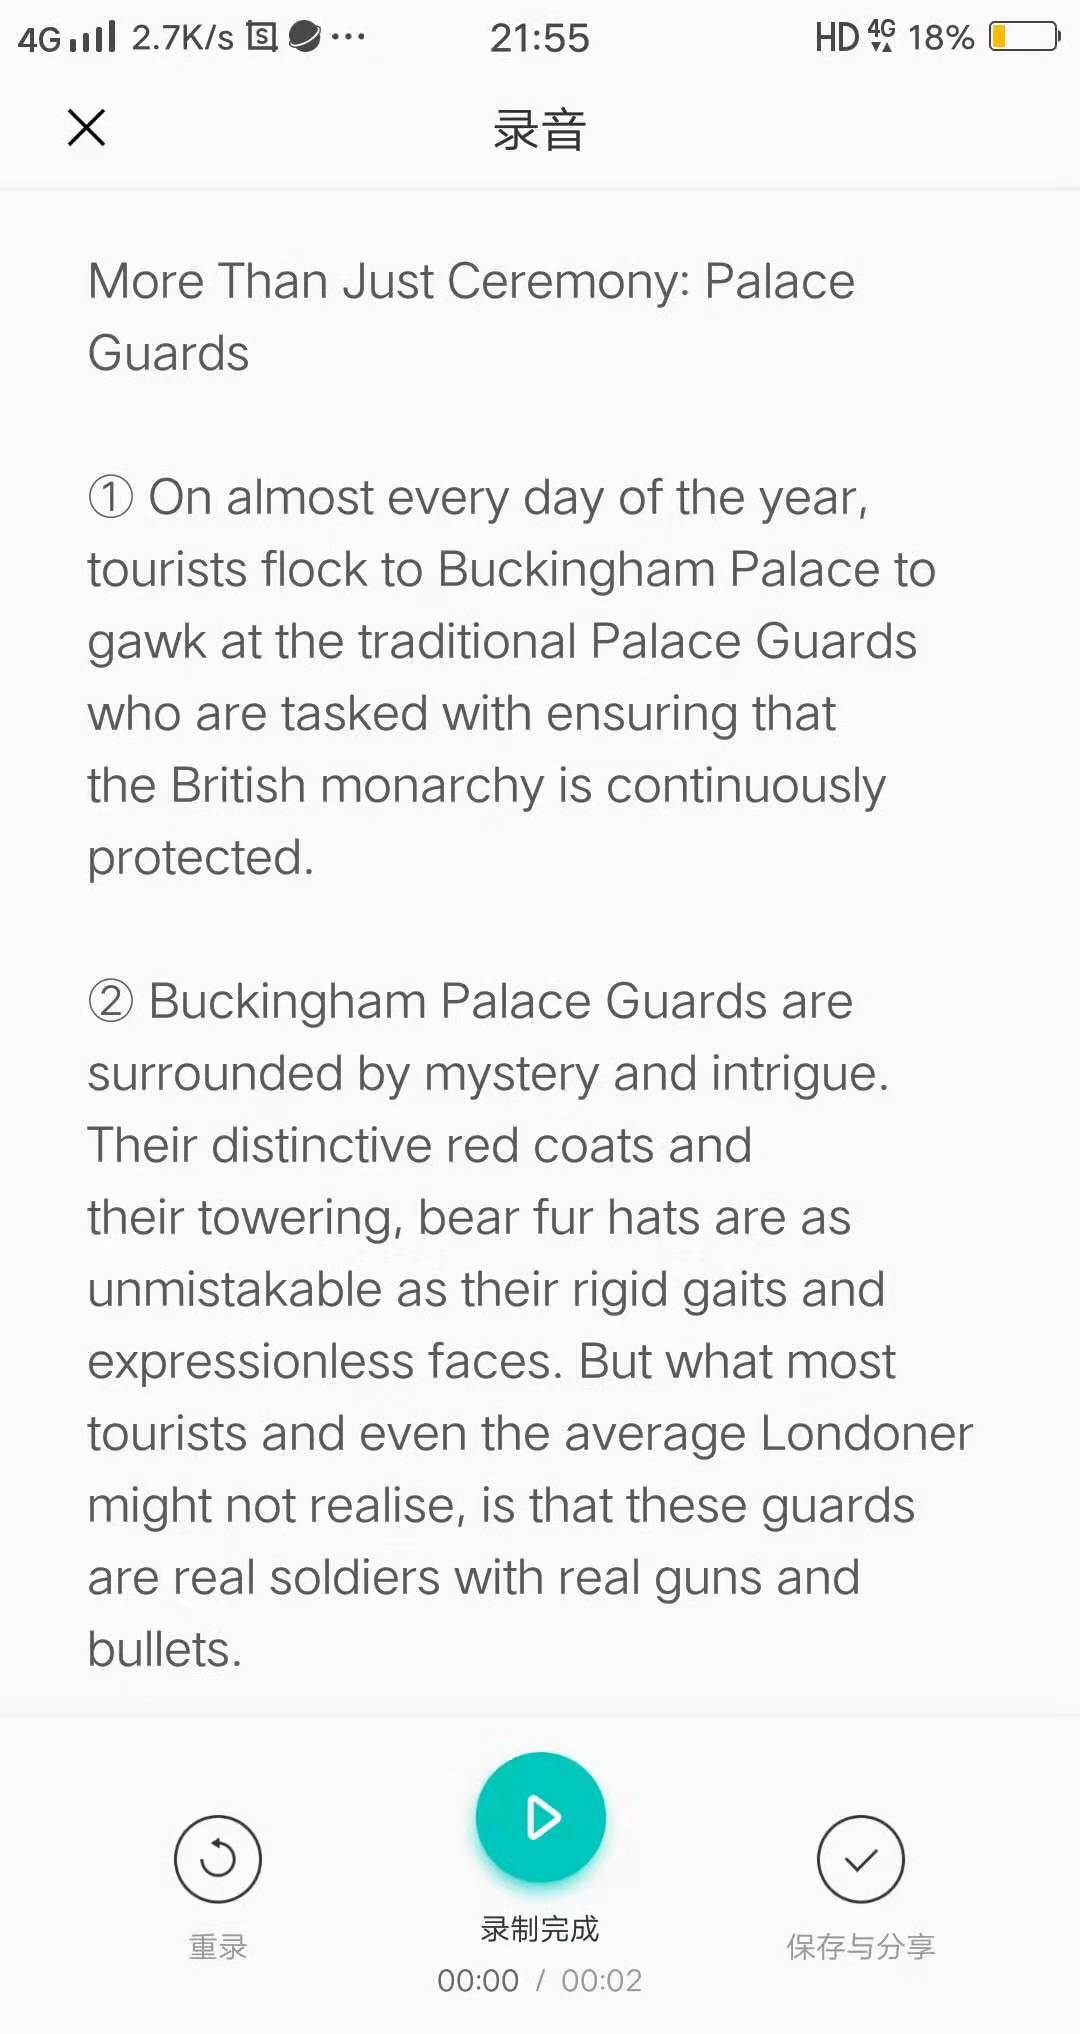 4G 2.7K/s ··· 21:55 HD 4G 18%
录音
More Than Just Ceremony: Palace
Guards
① On almost every day of the year,
tourists flock to Buckingham Palace to
gawk at the traditional Palace Guards
who are tasked with ensuring that
the British monarchy is continuously
protected.
② Buckingham Palace Guards are
surrounded by mystery and intrigue.
Their distinctive red coats and
their towering, bear fur hats are as
unmistakable as their rigid gaits and
expressionless faces. But what most
tourists and even the average Londoner
might not realise, is that these guards
are real soldiers with real guns and
bullets.
重录
录制完成
保存与分享
00:00 / 00:02